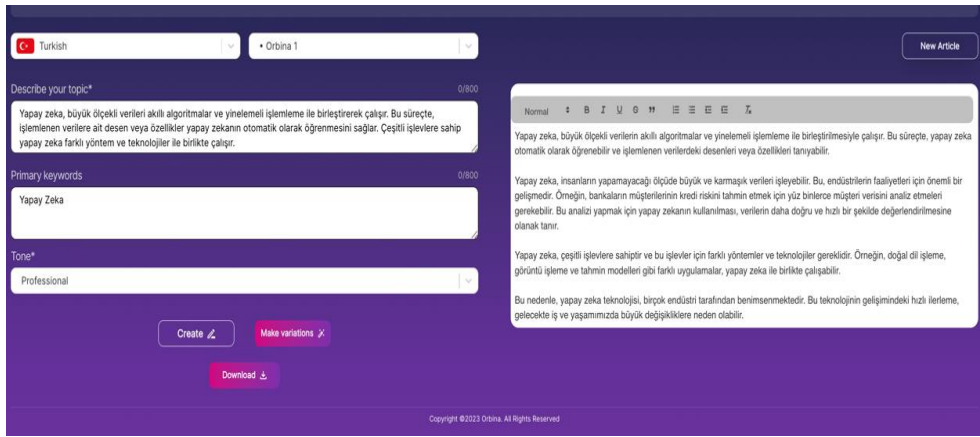 Turkish
• Orbina 1
New Article
Describe your topic*
0/800
Yapay zeka, büyük ölçekli verileri akıllı algoritmalar ve yinelemeli işlemleme ile birleştirerek çalışır. Bu süreçte,
işlemlenen verilere ait desen veya özellikler yapay zekanın otomatik olarak öğrenmesini sağlar. Çeşitli işlevlere sahip
yapay zeka farklı yöntem ve teknolojiler ile birlikte çalışır.
Primary keywords
0/800
Yapay Zeka
Tone*
Professional
Create
Make variations
Download
Normal B I U S
Yapay zeka, büyük ölçekli verilerin akıllı algoritmalar ve yinelemeli işlemleme ile birleştirilmesiyle çalışır. Bu süreçte, yapay zeka
otomatik olarak öğrenebilir ve işlemlenen verilerdeki desenleri veya özellikleri tanıyabilir.
Yapay zeka, insanların yapamayacağı ölçüde büyük ve karmaşık verileri işleyebilir. Bu, endüstrilerin faaliyetleri için önemli bir
gelişmedir. Örneğin, bankaların müşterilerinin kredi riskini tahmin etmek için yüz binlerce müşteri verisini analiz etmeleri
gerekebilir. Bu analizi yapmak için yapay zekanın kullanılması, verilerin daha doğru ve hızlı bir şekilde değerlendirilmesine
olanak tanır.
Yapay zeka, çeşitli işlevlere sahiptir ve bu işlevler için farklı yöntemler ve teknolojiler gereklidir. Örneğin, doğal dil işleme,
görüntü işleme ve tahmin modelleri gibi farklı uygulamalar, yapay zeka ile birlikte çalışabilir.
Bu nedenle, yapay zeka teknolojisi, birçok endüstri tarafından benimsenmektedir. Bu teknolojinin gelişimindeki hızlı ilerleme,
gelecekte iş ve yaşamımızda büyük değişikliklere neden olabilir.
Copyright ©2023 Orbina. All Rights Reserved